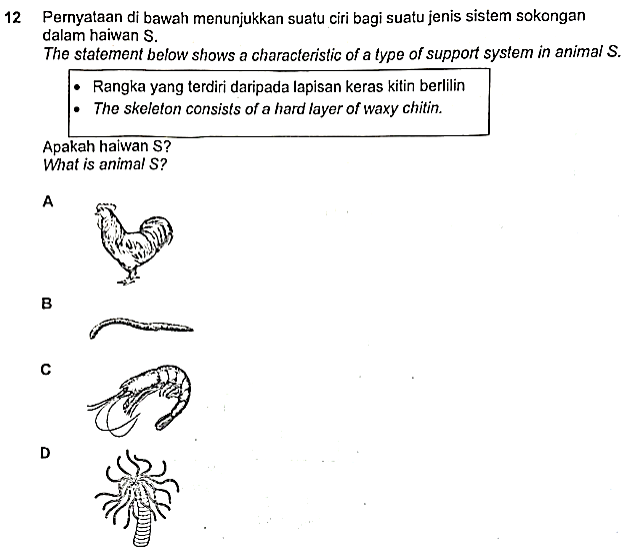 12 Pernyataan di bawah menunjukkan suatu ciri bagi suatu jenis sistem sokongan
dalam haiwan S.
The statement below shows a characteristic of a type of support system in animal S.
• Rangka yang terdiri daripada lapisan keras kitin berlilin
• The skeleton consists of a hard layer of waxy chitin.
Apakah haiwan S?
What is animal S?
A
B
C
D